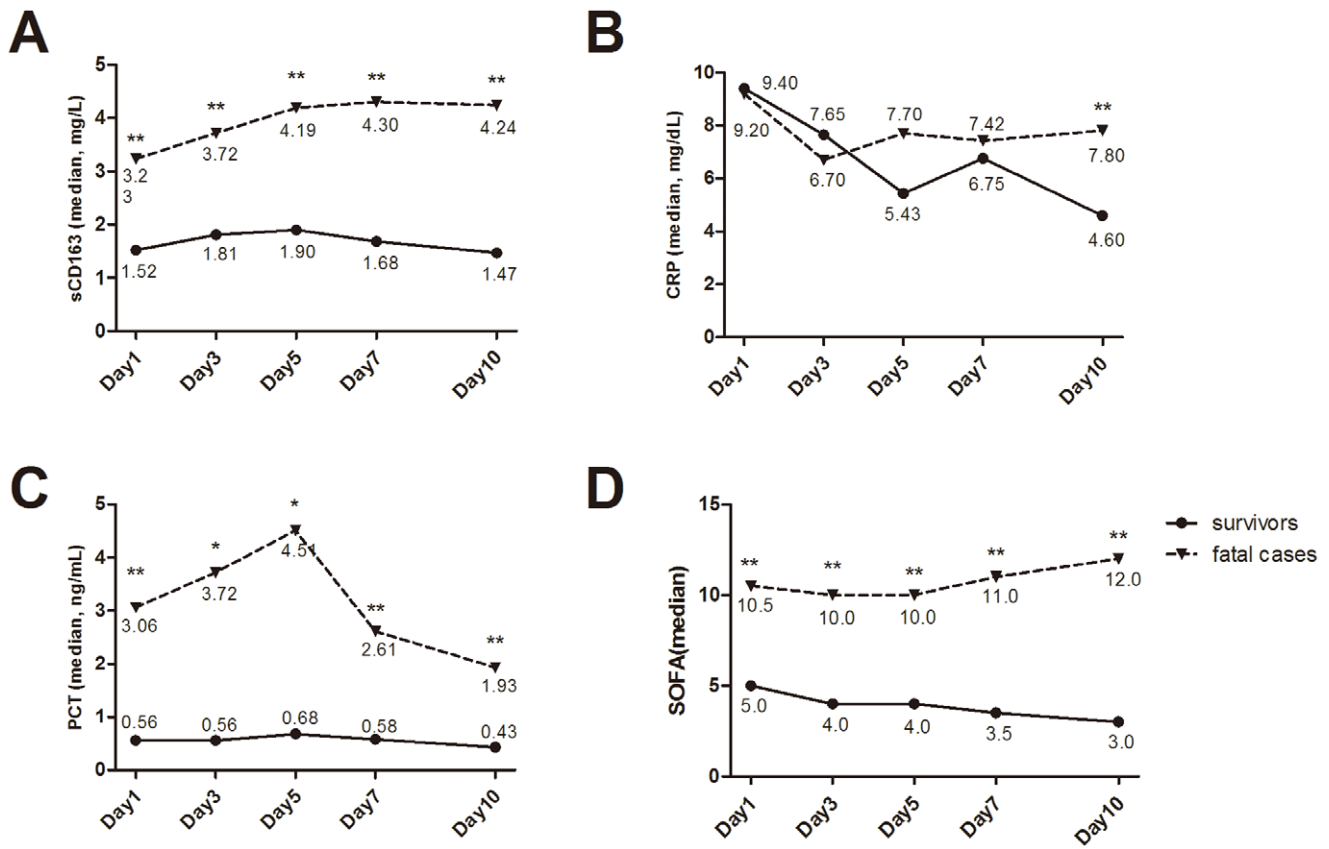 A
sCD163 (median, mg/L)
5
4
3
2
1
0
**
**
**
**
**
3.2
3
3.72
4.19
4.30
4.24
1.52
1.81
1.90
1.68
1.47
Day1
Day3
Day5
Day7
Day10
B
CRP (median, mg/dL)
10
8
6
4
2
0
9.40
7.65
7.70
7.42
**
9.20
6.70
5.43
6.75
7.80
4.60
Day1
Day3
Day5
Day7
Day10
C
PCT (median, ng/mL)
5
4
3
2
1
0
**
*
*
**
**
3.06
3.72
4.51
2.61
1.93
0.56
0.56
0.68
0.58
0.43
Day1
Day3
Day5
Day7
Day10
D
SOFA(median)
15
10
5
0
**
**
**
**
**
10.5
10.0
10.0
11.0
12.0
5.0
4.0
4.0
3.5
3.0
Day1
Day3
Day5
Day7
Day10
survivors
fatal cases